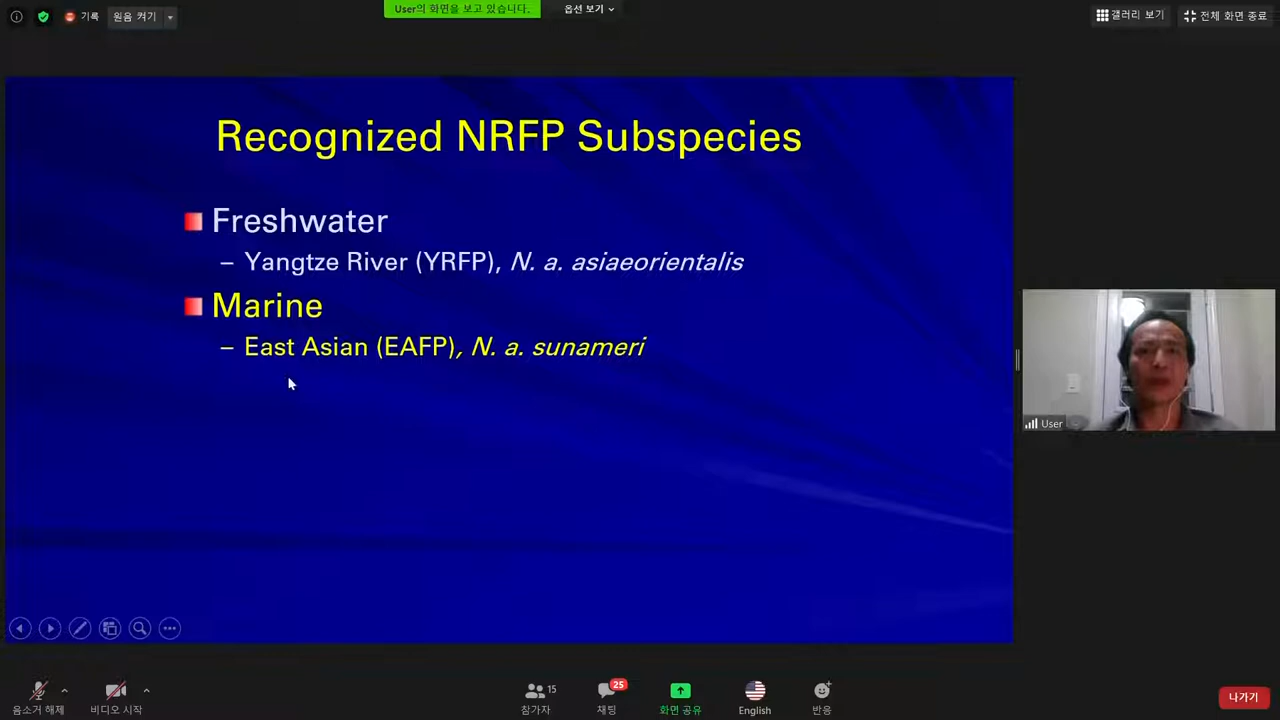 기록
원음 켜기
User의 화면을 보고 있습니다.
옵션 보기
갤러리 보기
전체 화면 종료
Recognized NRFP Subspecies
Freshwater
– Yangtze River (YRFP), N. a. asiaeorientalis
Marine
– East Asian (EAFP), N. a. sunameri
User
음소거 해제
비디오 시작
15
참가자
25
채팅
화면 공유
English
반응
나가기